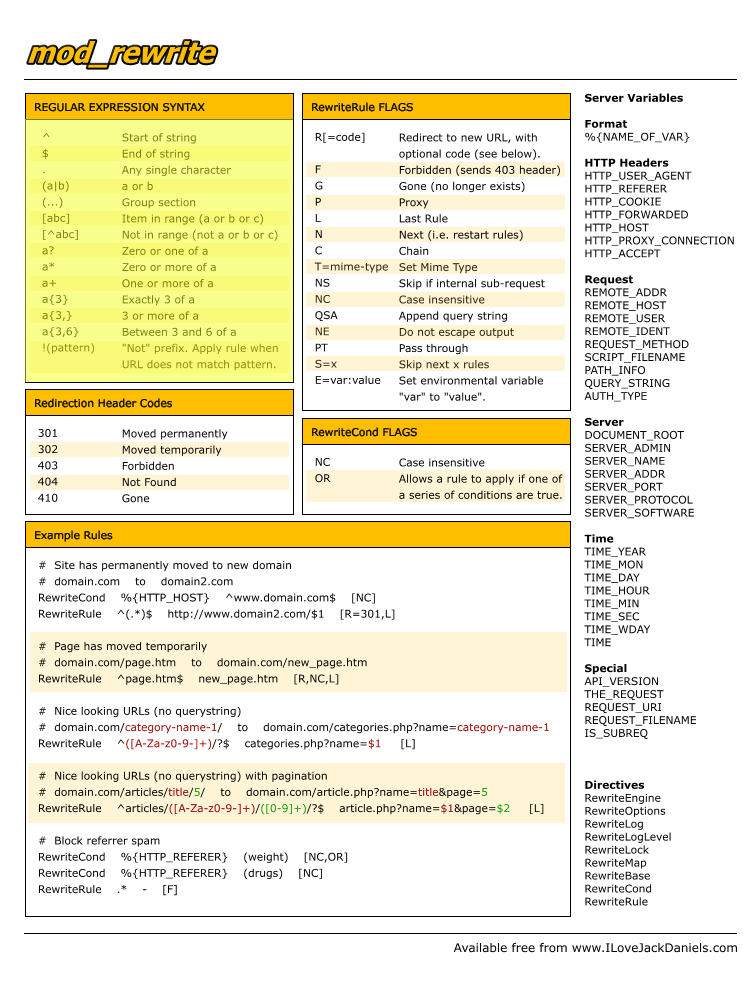 mod_rewrite
REGULAR EXPRESSION SYNTAX
^ Start of string
$ End of string
. Any single character
(a|b) a or b
(...) Group section
[abc] Item in range (a or b or c)
[^abc] Not in range (not a or b or c)
a? Zero or one of a
a* Zero or more of a
a+ One or more of a
a{3} Exactly 3 of a
a{3,} 3 or more of a
a{3,6} Between 3 and 6 of a
!(pattern) "Not" prefix. Apply rule when
URL does not match pattern.
Redirection Header Codes
301 Moved permanently
302 Moved temporarily
403 Forbidden
404 Not Found
410 Gone
RewriteRule FLAGS
R[=code] Redirect to new URL, with
optional code (see below).
F Forbidden (sends 403 header)
G Gone (no longer exists)
P Proxy
L Last Rule
N Next (i.e. restart rules)
C Chain
T=mime-type Set Mime Type
NS Skip if internal sub-request
NC Case insensitive
QSA Append query string
NE Do not escape output
PT Pass through
S=x Skip next x rules
E=var:value Set environmental variable
"var" to "value".
RewriteCond FLAGS
NC Case insensitive
OR Allows a rule to apply if one of
a series of conditions are true.
Example Rules
# Site has permanently moved to new domain
# domain.com to domain2.com
RewriteCond %{HTTP_HOST} ^www.domain.com$ [NC]
RewriteRule ^(.*)$ http://www.domain2.com/$1 [R=301,L]
# Page has moved temporarily
# domain.com/page.htm to domain.com/new_page.htm
RewriteRule ^page.htm$ new_page.htm [R,NC,L]
# Nice looking URLs (no querystring)
# domain.com/category-name-1/ to domain.com/categories.php?name=category-name-1
RewriteRule ^([A-Za-z0-9-]+)/?$ categories.php?name=$1 [L]
# Nice looking URLs (no querystring) with pagination
# domain.com/articles/title/5/ to domain.com/article.php?name=title&page=5
RewriteRule ^articles/([A-Za-z0-9-]+)/([0-9]+)/?$ article.php?name=$1&page=$2 [L]
# Block referrer spam
RewriteCond %{HTTP_REFERER} (weight) [NC,OR]
RewriteCond %{HTTP_REFERER} (drugs) [NC]
RewriteRule .* - [F]
Server Variables
Format
%{NAME_OF_VAR}
HTTP Headers
HTTP_USER_AGENT
HTTP_REFERER
HTTP_COOKIE
HTTP_FORWARDED
HTTP_HOST
HTTP_PROXY_CONNECTION
HTTP_ACCEPT
Request
REMOTE_ADDR
REMOTE_HOST
REMOTE_USER
REMOTE_IDENT
REQUEST_METHOD
SCRIPT_FILENAME
PATH_INFO
QUERY_STRING
AUTH_TYPE
Server
DOCUMENT_ROOT
SERVER_ADMIN
SERVER_NAME
SERVER_ADDR
SERVER_PORT
SERVER_PROTOCOL
SERVER_SOFTWARE
Time
TIME_YEAR
TIME_MON
TIME_DAY
TIME_HOUR
TIME_MIN
TIME_SEC
TIME_WDAY
TIME
Special
API_VERSION
THE_REQUEST
REQUEST_URI
REQUEST_FILENAME
IS_SUBREQ
Directives
RewriteEngine
RewriteOptions
RewriteLog
RewriteLogLevel
RewriteLock
RewriteMap
RewriteBase
RewriteCond
RewriteRule
Available free from www.ILoveJackDaniels.com